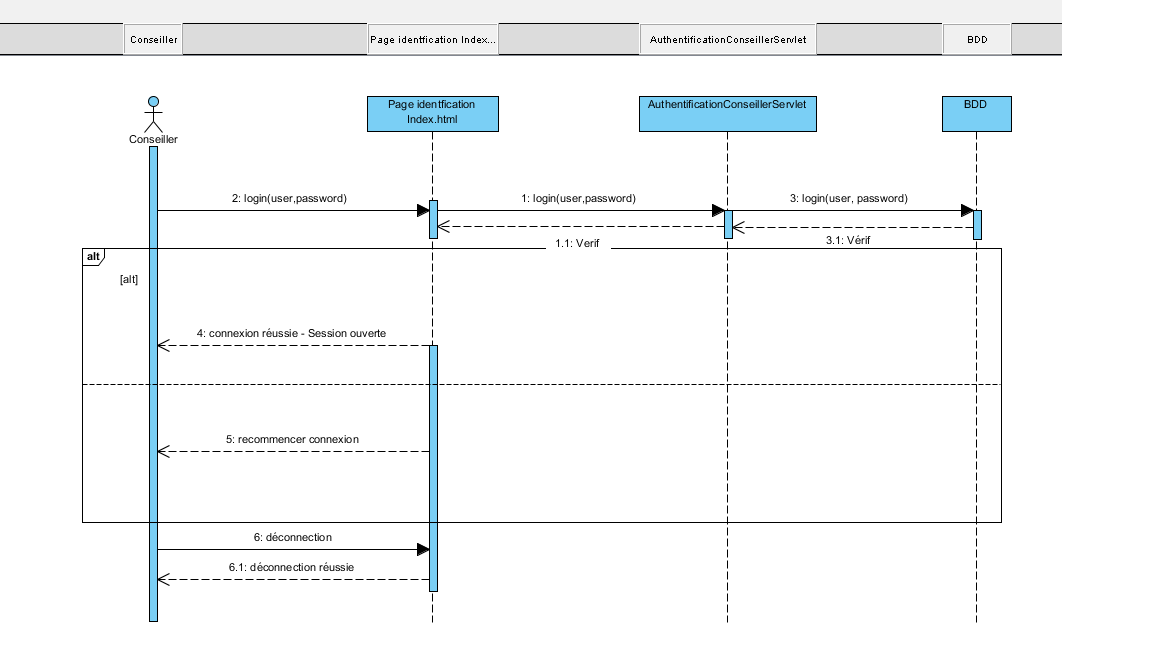 Conseiller
Page identfication Index...
AuthentificationConseillerServlet
BDD
Page identfication
Index.html
AuthentificationConseillerServlet
BDD
Conseiller
2: login(user,password)
1: login(user,password)
3: login(user, password)
1.1: Verif
3.1: Vérif
alt
[alt]
4: connexion réussie - Session ouverte
5: recommencer connexion
6: déconnection
6.1: déconnection réussie